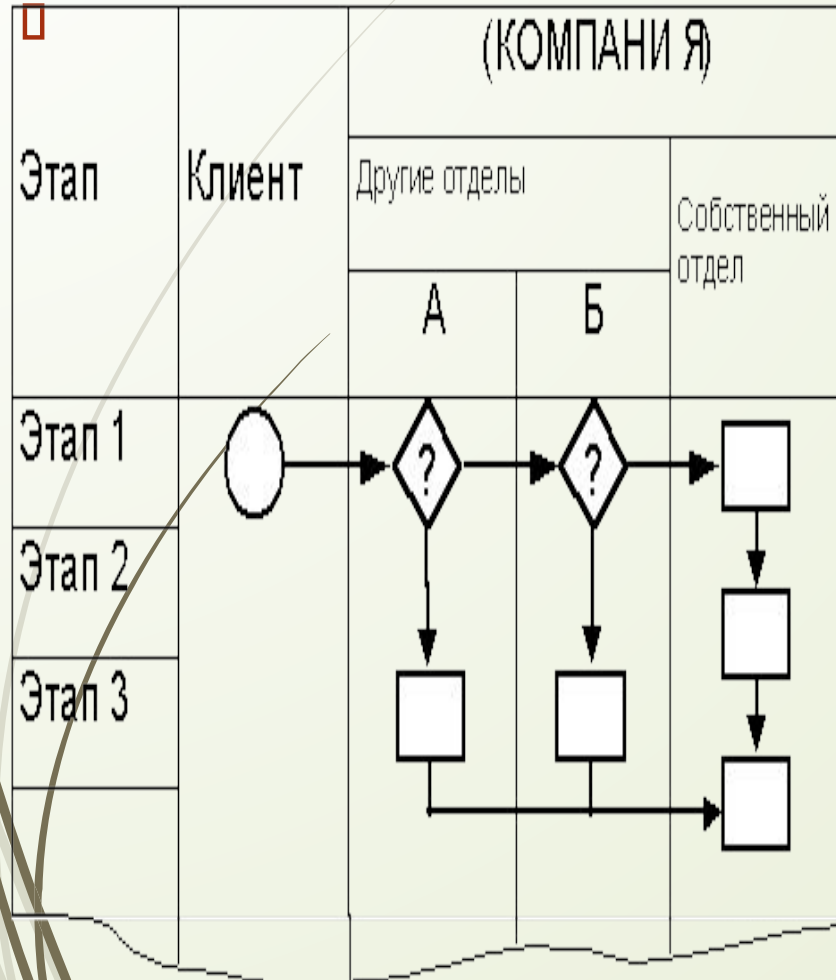 (КОМПАНИ Я)
Этап
Клиент
Другие отделы
Собственный
отдел
А
Б
Этап 1
?
?
Этап 2
Этап 3